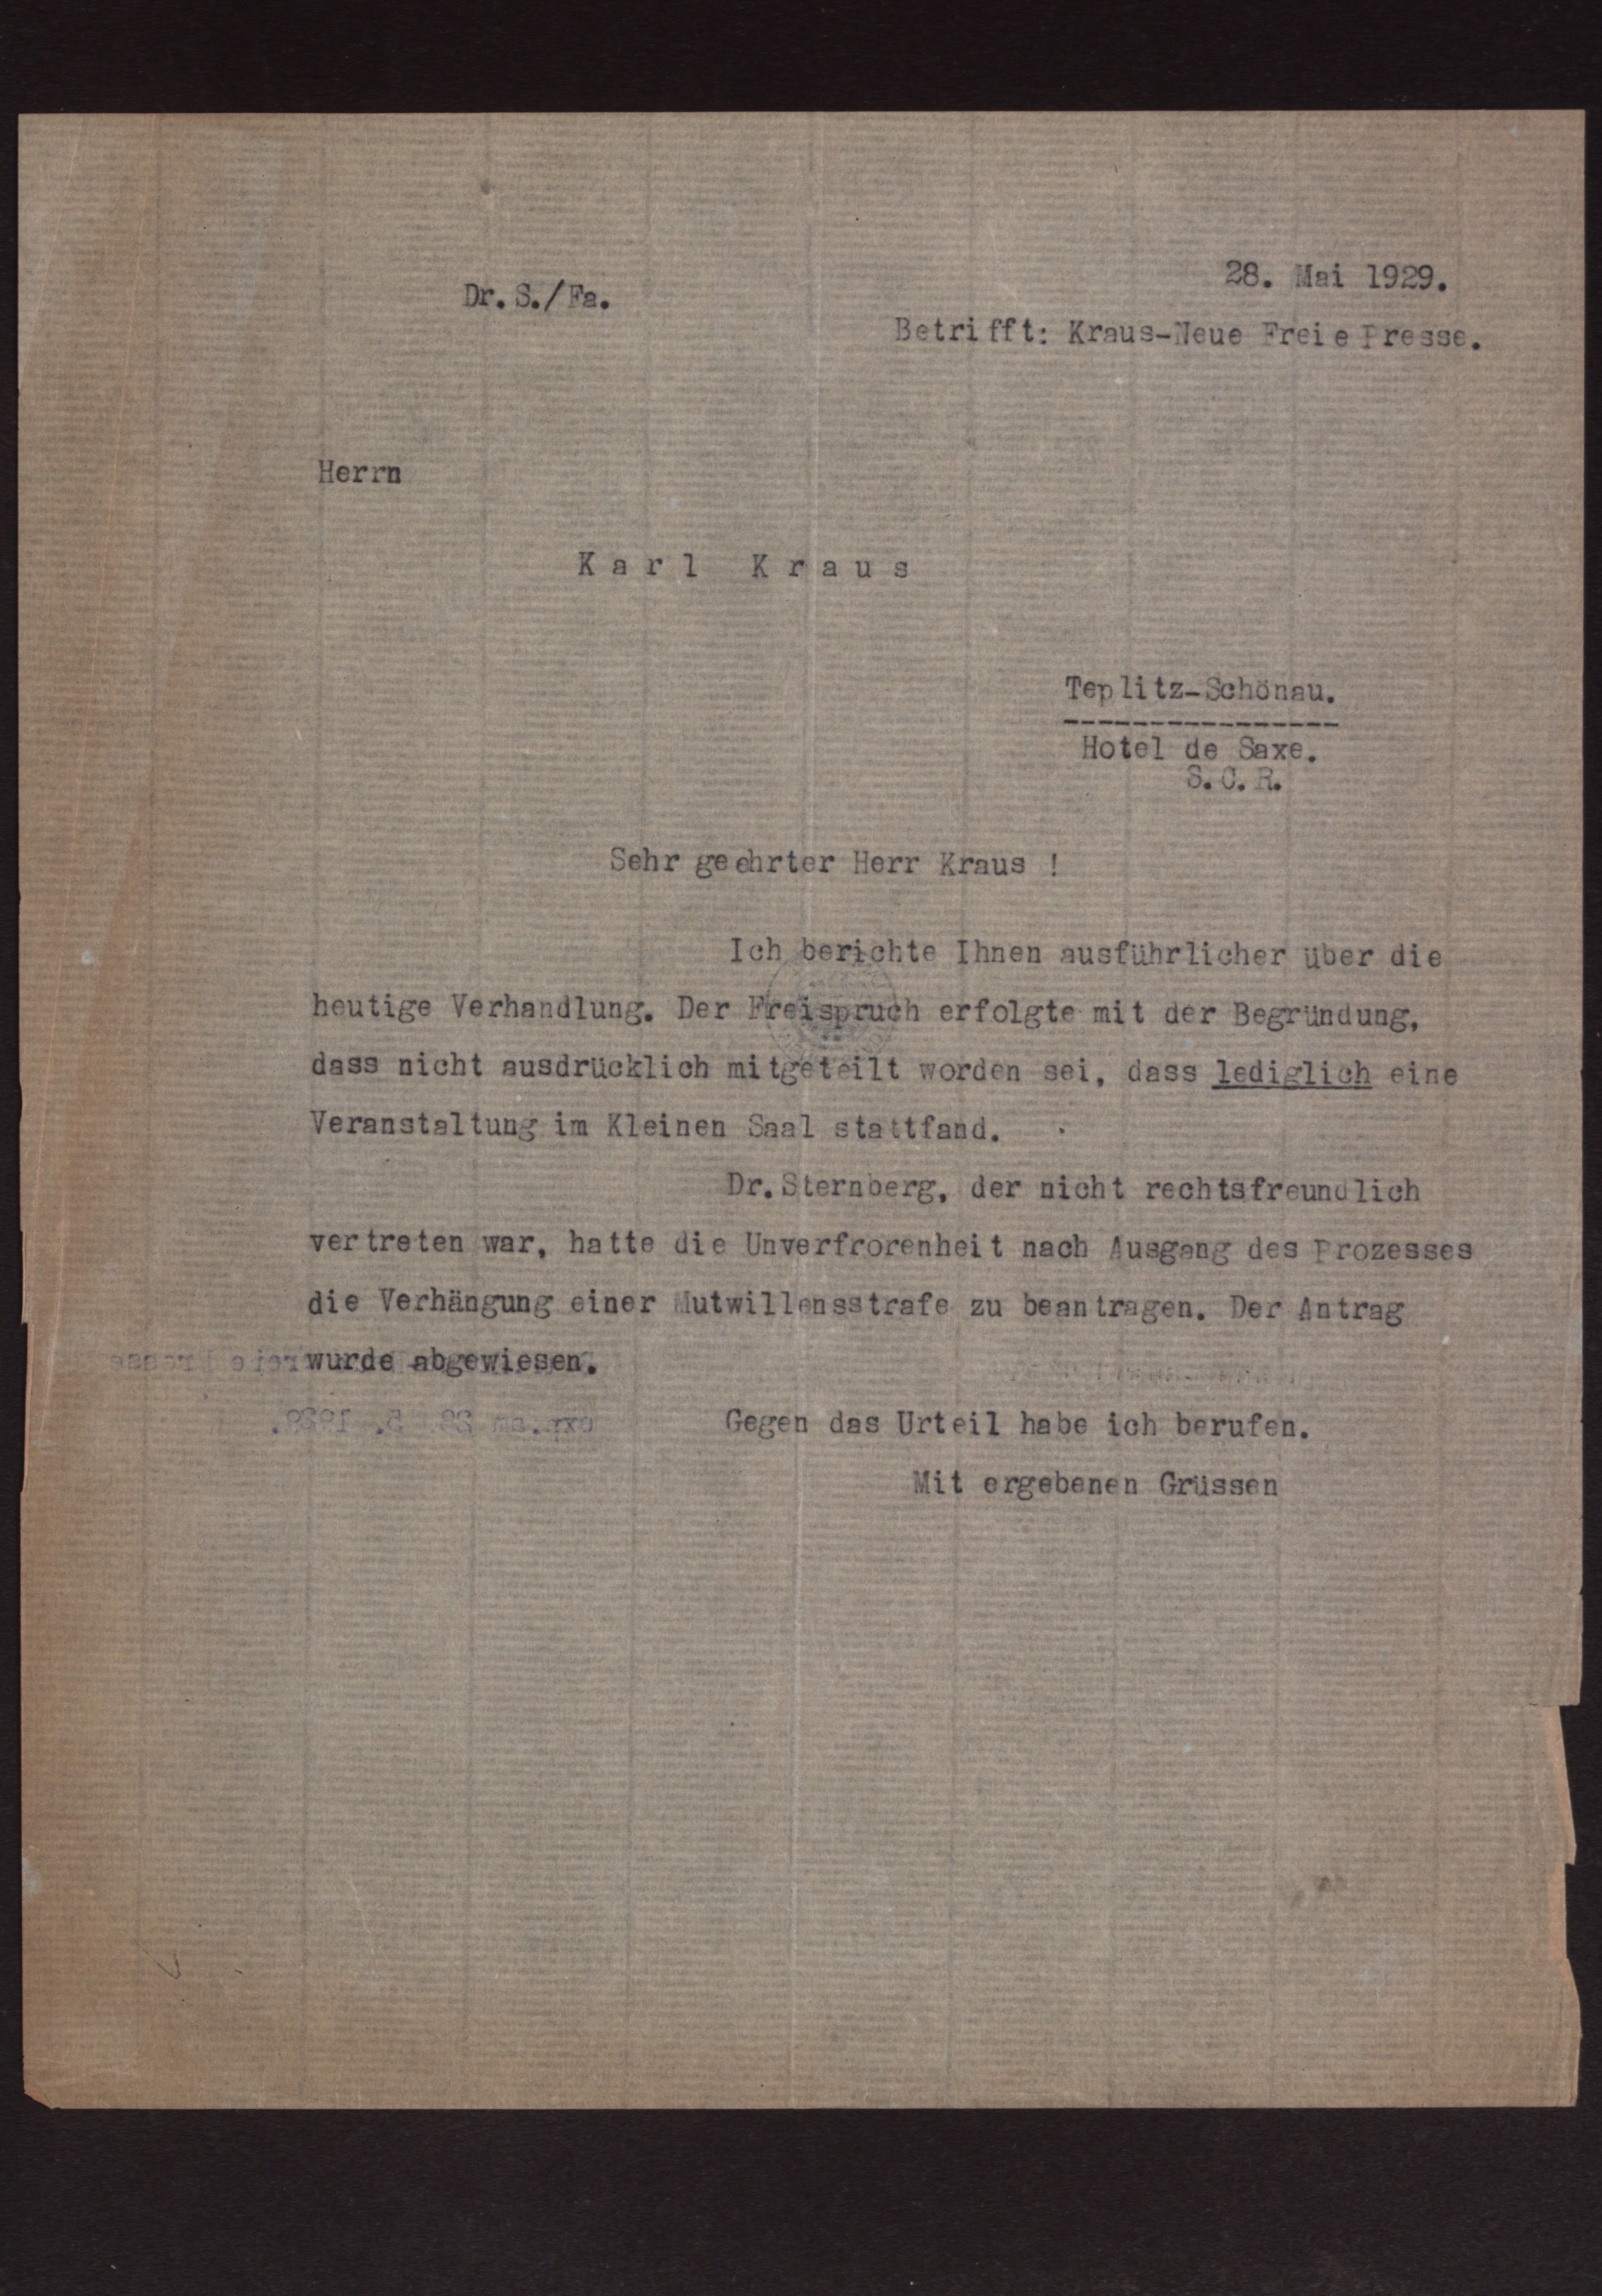 28. Mai 1929.
Dr.S./Fa.
Betrifft: Kraus-Neue Freie Presse.
Herrn
Karl Kraus
Teplitz-Schönau.
Hotel de Saxe.
S.C.R.
Sehr geehrter Herr Kraus !
Ich berichte Ihnen ausführlicher über die
heutige Verhandlung. Der Freispruch erfolgte mit der Begründung,
dass nicht ausdrücklich mitgeteilt worden sei, dass lediglich eine
Veranstaltung im Kleinen Saal stattfand.
Dr.Sternberg, der nicht rechtsfreundlich
vertreten war, hatte die Unverfrorenheit nach Ausgang des Prozesses
die Verhängung einer Mutwillensstrafe zu beantragen. Der Antrag
wurde abgewiesen.
Gegen das Urteil habe ich berufen.
Mit ergebenen Grüssen